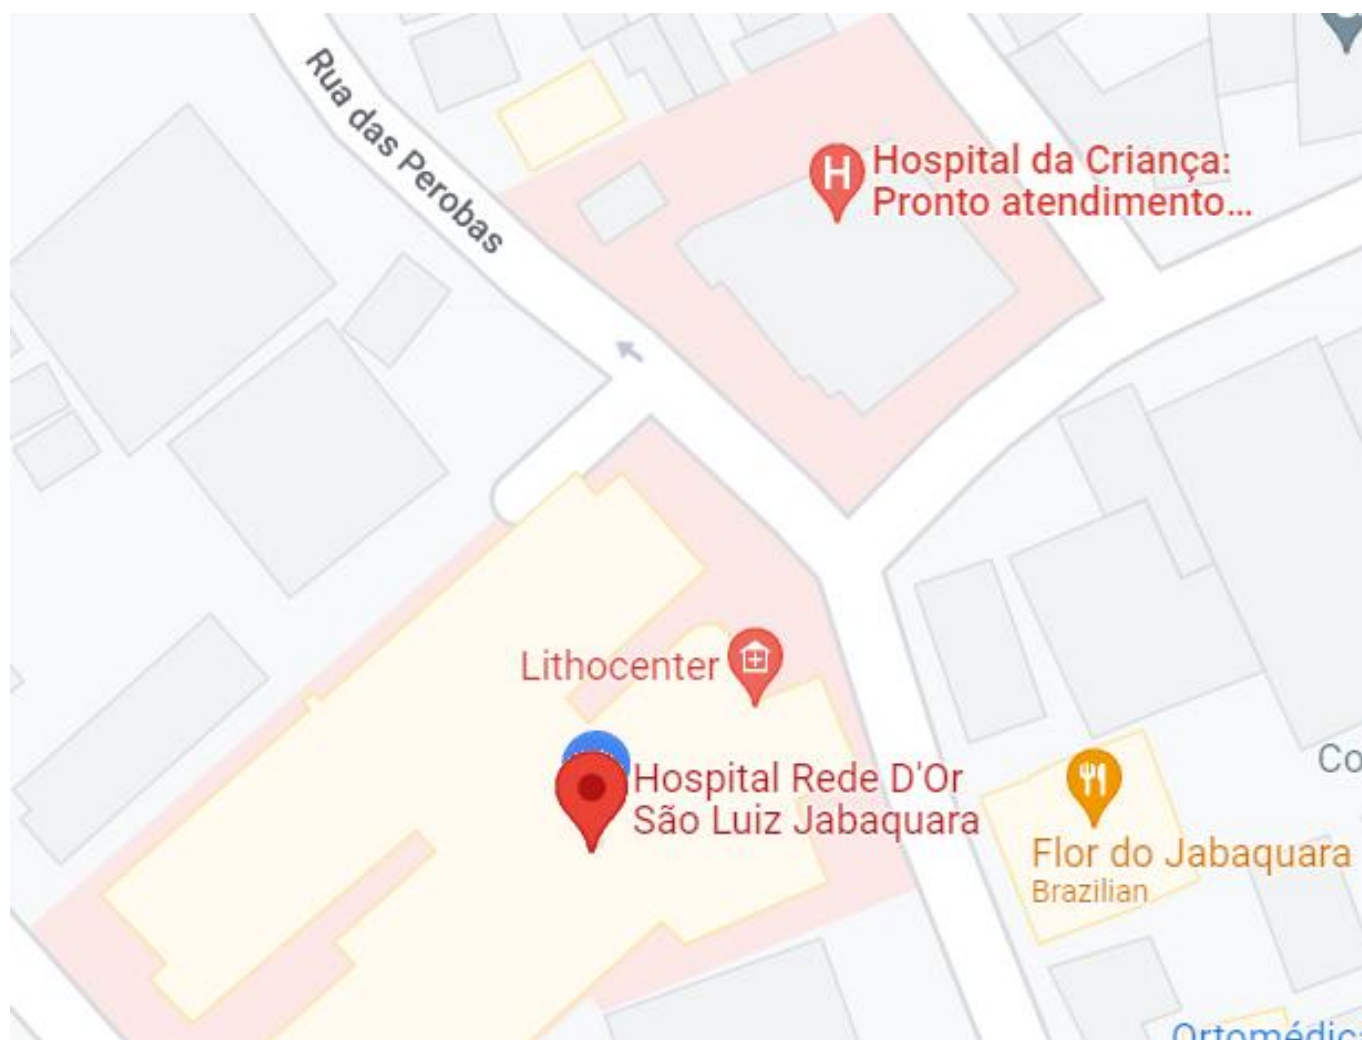 Rua das Perobas
Hospital da Criança:
Pronto atendimento...
H
Lithocenter
Hospital Rede D'Or
São Luiz Jabaquara
Co
Flor do Jabaquara
Brazilian